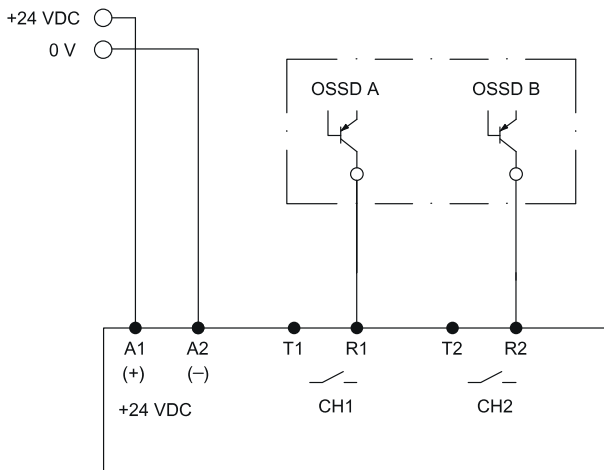 +24 VDC
0 V
OSSD A OSSD B
A1 A2 T1 R1 T2 R2
(+) (–)
CH1 CH2
+24 VDC